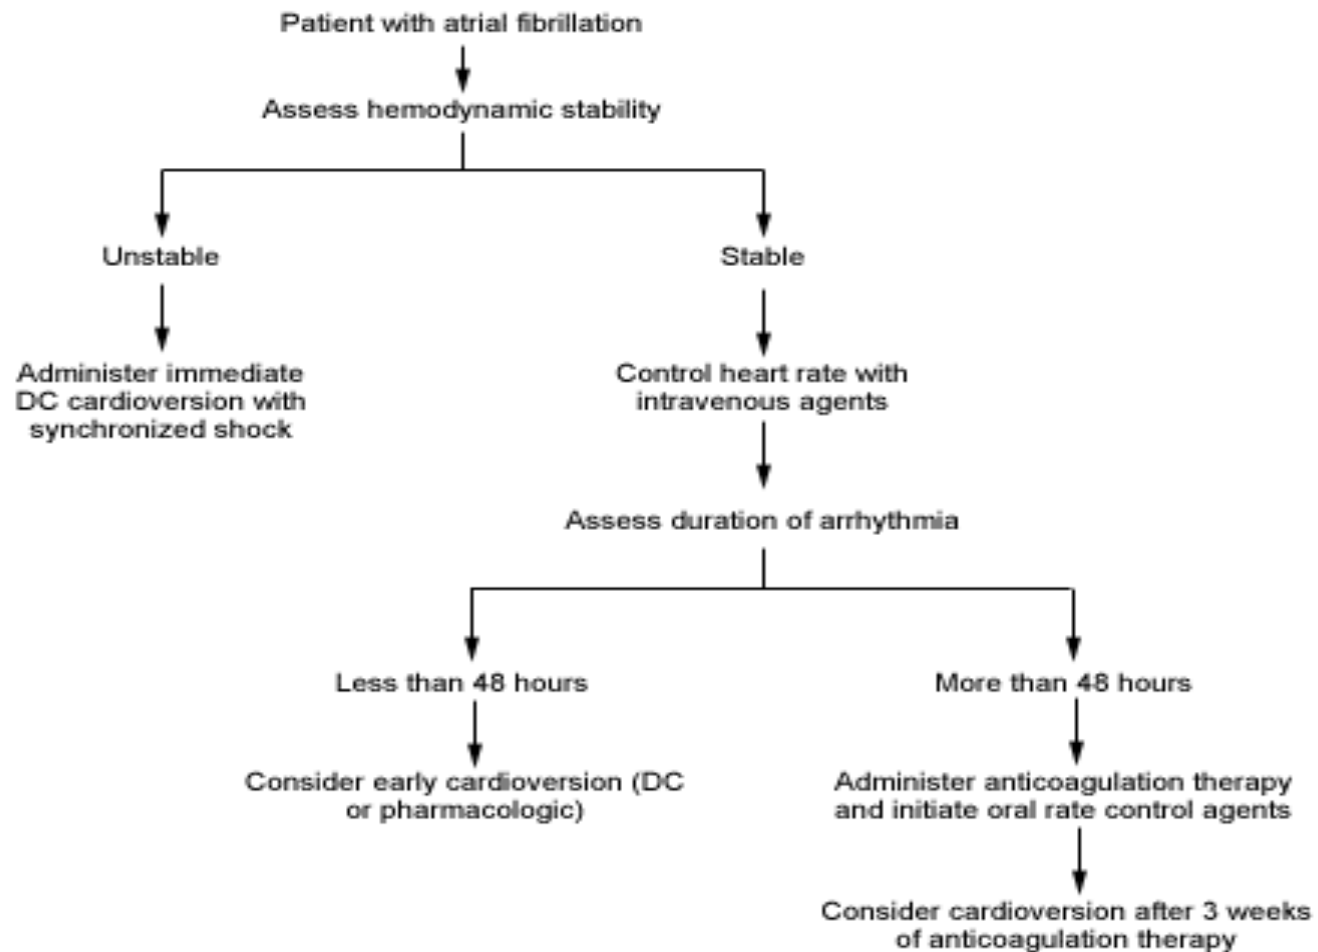 Patient with atrial fibrillation
Assess hemodynamic stability
Unstable
Stable
Administer immediate
DC cardioversion with
synchronized shock
Control heart rate with
intravenous agents
Assess duration of arrhythmia
Less than 48 hours
More than 48 hours
Consider early cardioversion (DC
or pharmacologic)
Administer anticoagulation therapy
and initiate oral rate control agents
Consider cardioversion after 3 weeks
of anticoagulation therapy